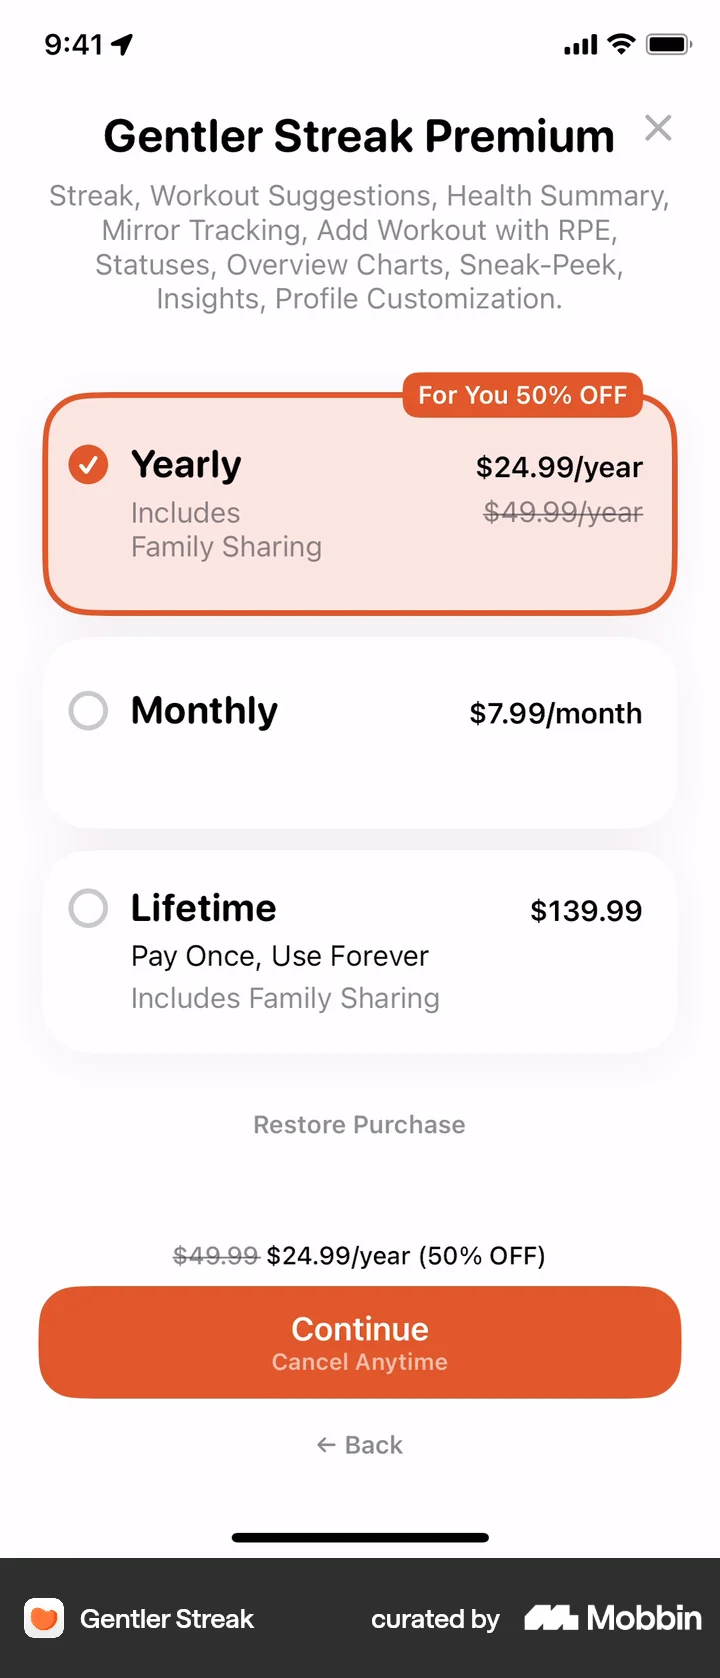 9:41
Gentler Streak Premium
Streak, Workout Suggestions, Health Summary,
Mirror Tracking, Add Workout with RPE,
Statuses, Overview Charts, Sneak-Peek,
Insights, Profile Customization.
For You 50% OFF
Yearly
$24.99/year
Includes
Family Sharing
$49.99/year
Monthly
$7.99/month
Lifetime
$139.99
Pay Once, Use Forever
Includes Family Sharing
Restore Purchase
$49.99 $24.99/year (50% OFF)
Continue
Cancel Anytime
← Back
Gentler Streak
curated by Mobbin